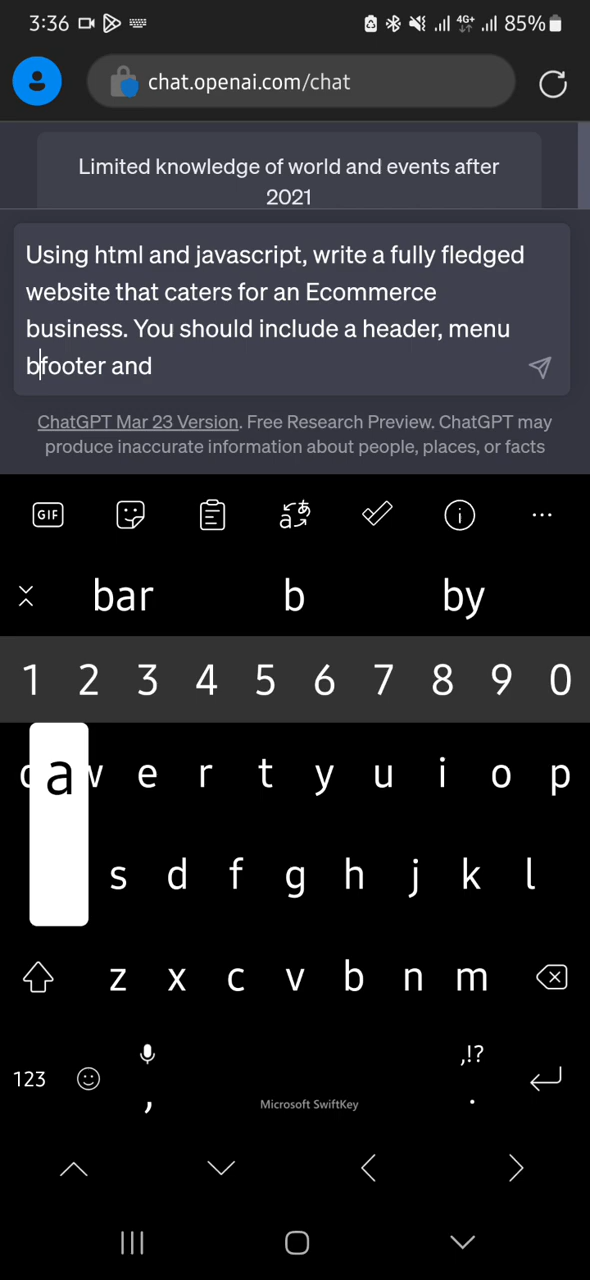 3:36
4G+
85%
chat.openai.com/chat
Limited knowledge of world and events after
2021
Using html and javascript, write a fully fledged
website that caters for an Ecommerce
business. You should include a header, menu
bfooter and
ChatGPT Mar 23 Version. Free Research Preview. ChatGPT may
produce inaccurate information about people, places, or facts
GIF
bar b by
1 2 3 4 5 6 7 8 9 0
a e r t y u i o p
s d f g h j k l
z x c v b n m
,!?
123 , Microsoft SwiftKey .